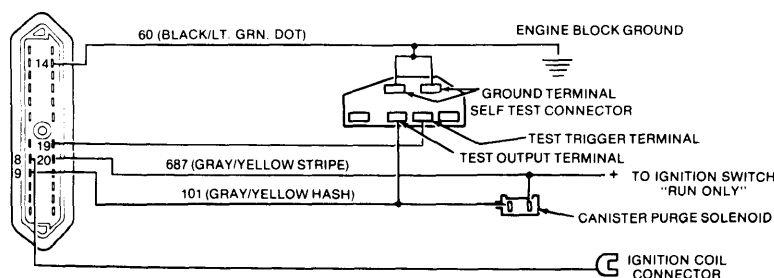 60 (BLACK/LT. GRN. DOT)
ENGINE BLOCK GROUND
14
GROUND TERMINAL
SELF TEST CONNECTOR
19
TEST TRIGGER TERMINAL
8 20
TEST OUTPUT TERMINAL
687 (GRAY/YELLOW STRIPE)
9
+ TO IGNITION SWITCH
"RUN ONLY"
101 (GRAY/YELLOW HASH)
CANISTER PURGE SOLENOID
IGNITION COIL
CONNECTOR